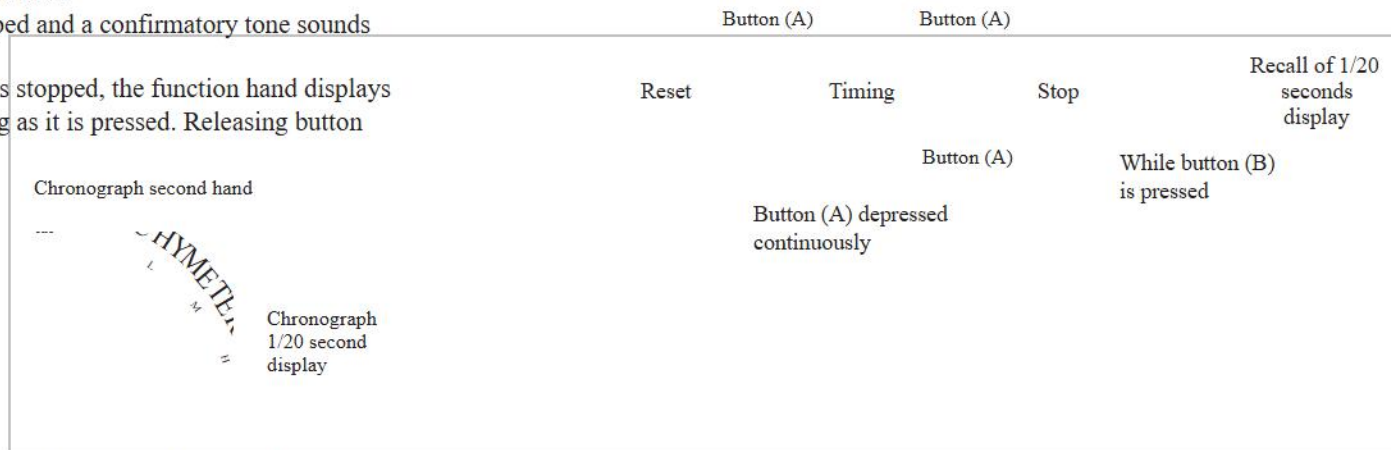 and a confirmatory tone sounds
stopped, the function hand displays
as it is pressed. Releasing button
Button (A) Button (A)
Reset Timing Stop
Recall of 1/20
seconds
display
Button (A)
While button (B)
is pressed
Button (A) depressed
continuously
Chronograph second hand
L
M
H
Chronograph
1/20 second
display